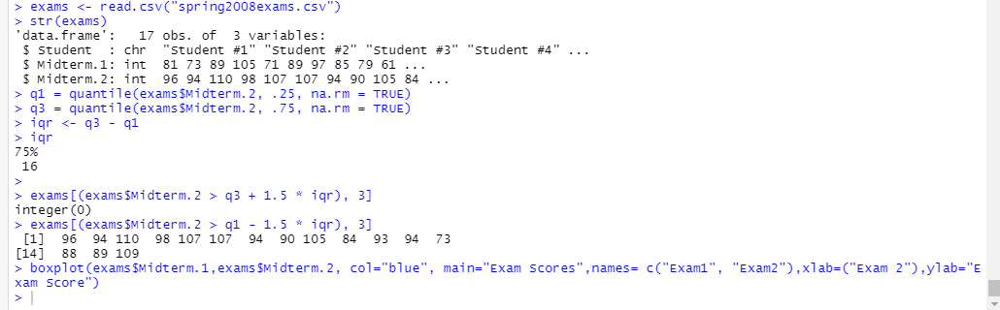 > exams <- read.csv("spring2008exams.csv")
> str(exams)
'data.frame':   17 obs. of  3 variables:
 $ Student  : chr  "Student #1" "Student #2" "Student #3" "Student #4" ...
 $ Midterm.1: int  81 73 89 105 71 89 97 85 79 61 ...
 $ Midterm.2: int  96 94 110 98 107 107 94 90 105 84 ...
> q1 = quantile(exams$Midterm.2, .25, na.rm = TRUE)
> q3 = quantile(exams$Midterm.2, .75, na.rm = TRUE)
> iqr <- q3 - q1
> iqr
75%
 16
>
> exams[(exams$Midterm.2 > q3 + 1.5 * iqr), 3]
integer(0)
> exams[(exams$Midterm.2 > q1 - 1.5 * iqr), 3]
 [1]  96  94 110  98 107 107  94  90 105  84  93  94  73
[14]  88  89 109
> boxplot(exams$Midterm.1,exams$Midterm.2, col="blue", main="Exam Scores",names= c("Exam1", "Exam2"),xlab=("Exam 2"),ylab="E
xam Score")
>